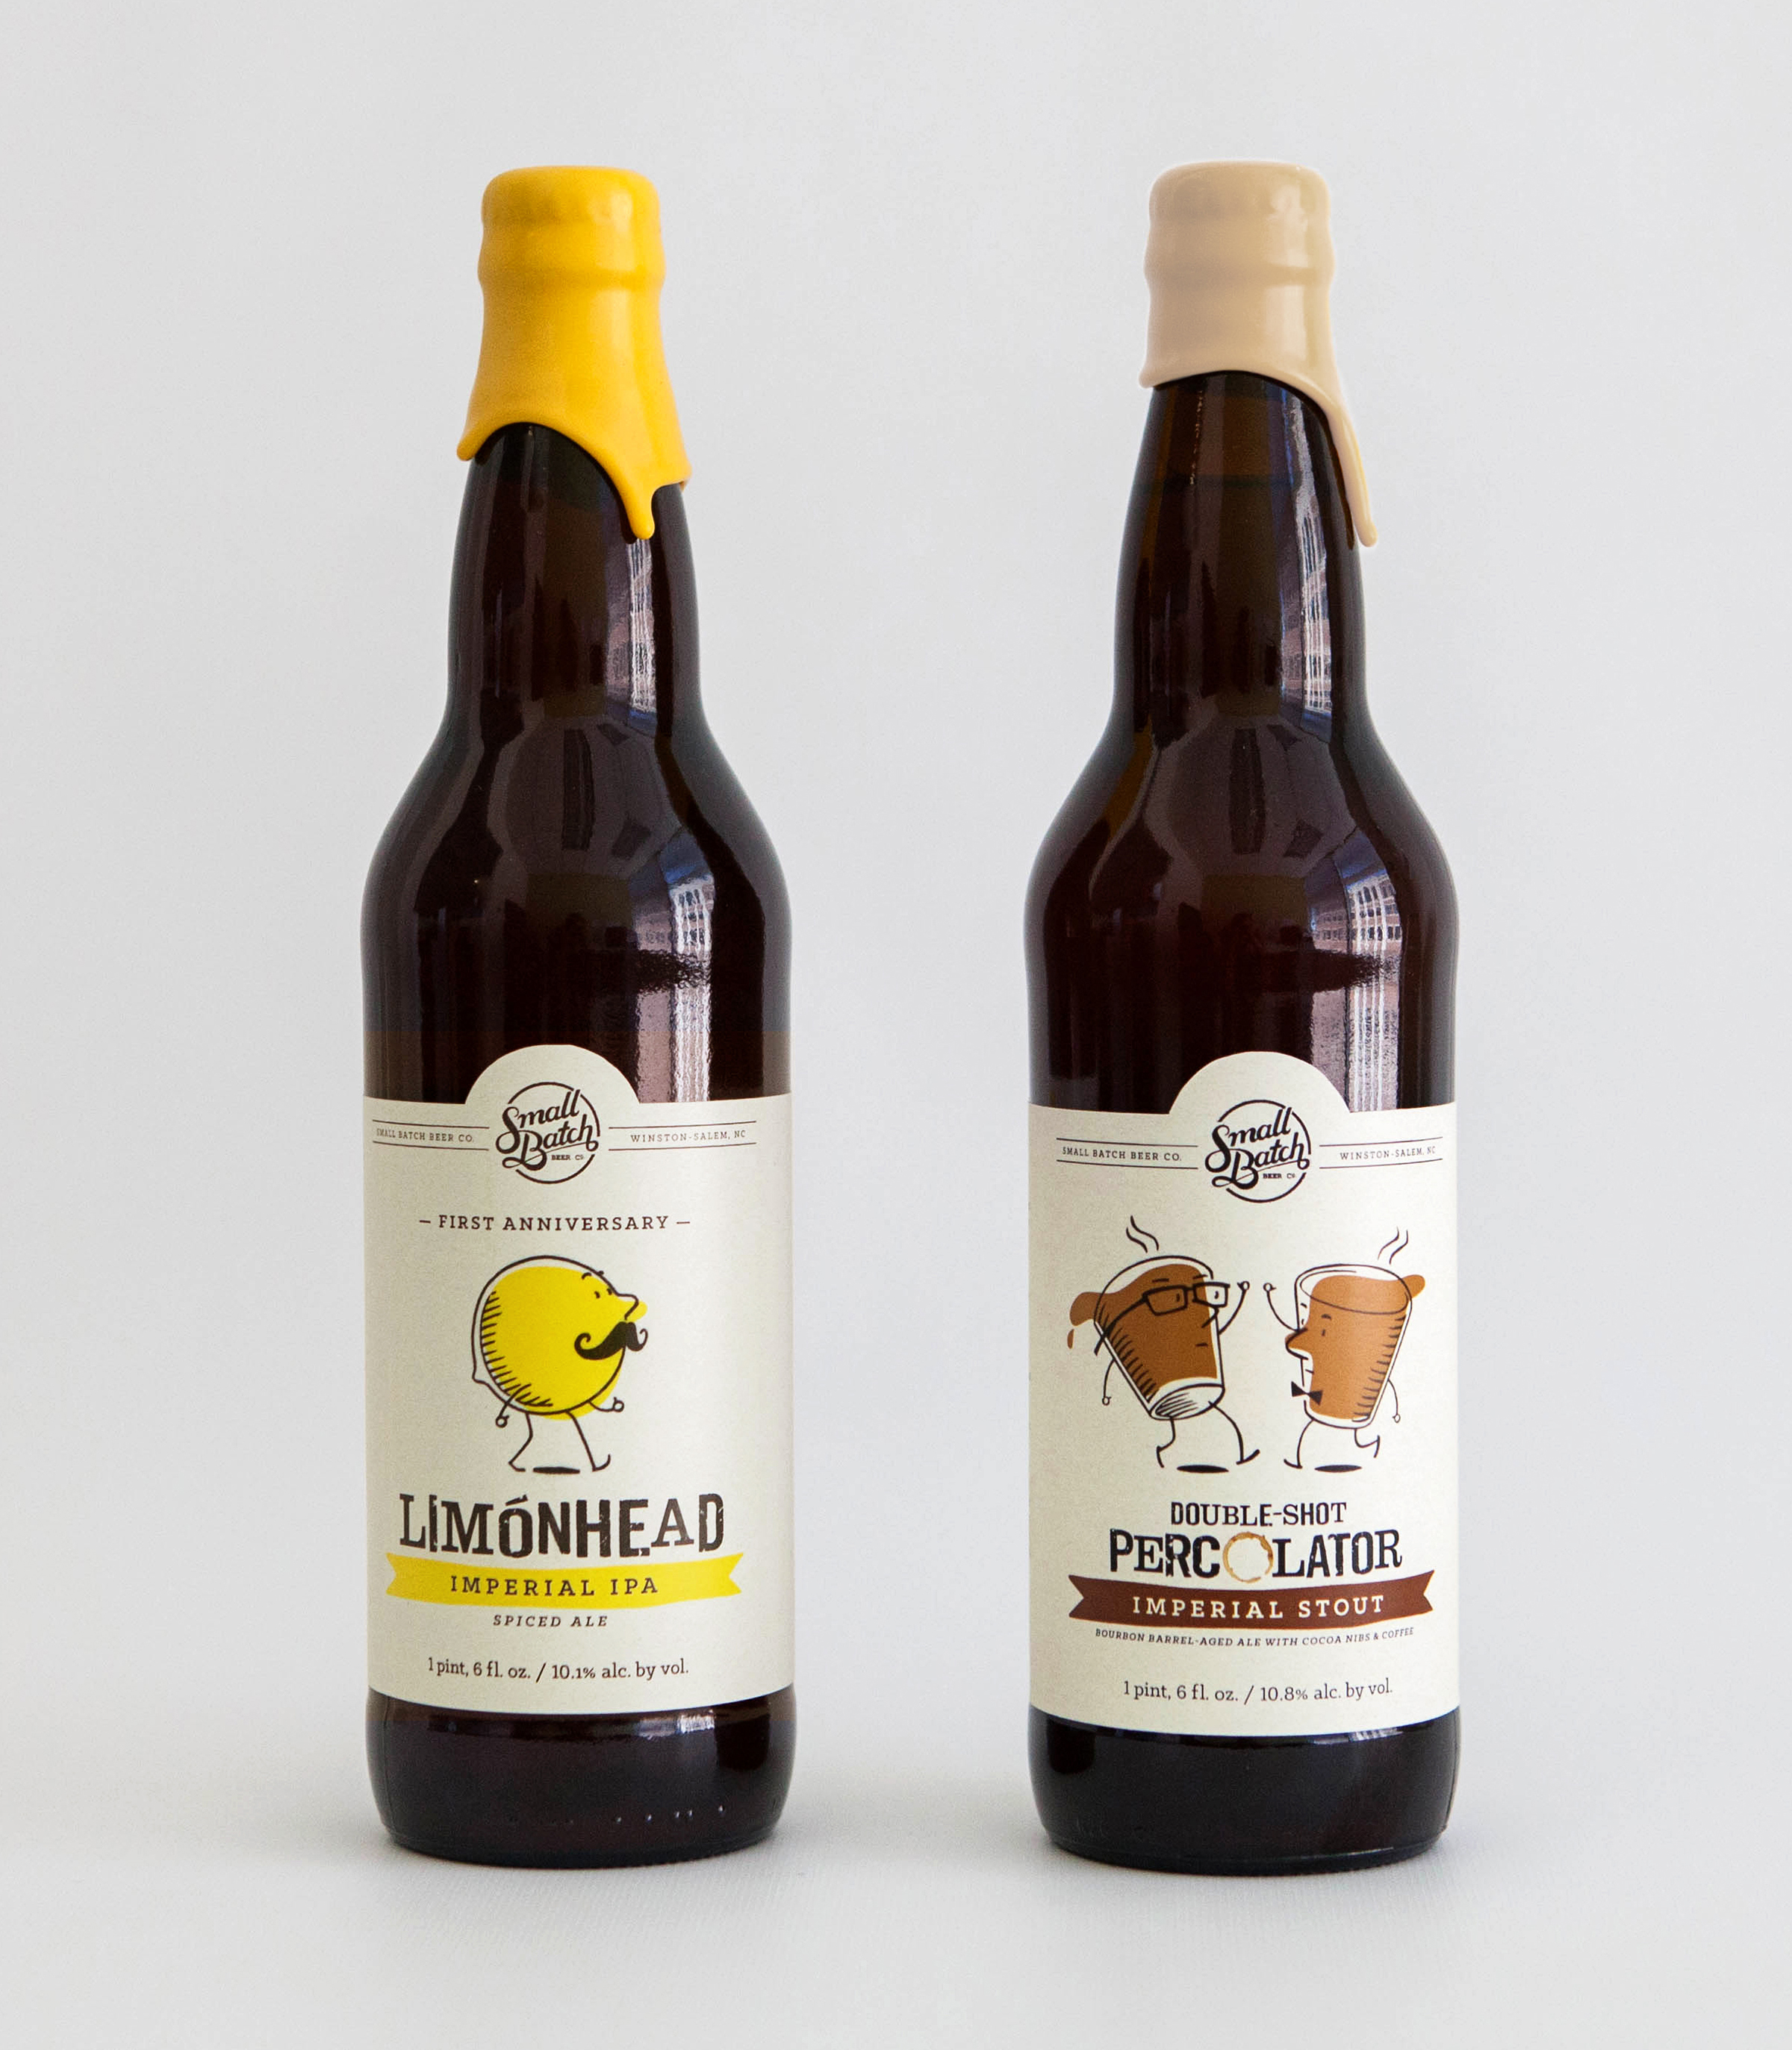 Small
Batch
BEER CO.
SMALL BATCH BEER CO.
WINSTON-SALEM, NC
— FIRST ANNIVERSARY —
LIMÓNHEAD
IMPERIAL IPA
SPICED ALE
1 pint, 6 fl. oz. / 10.1% alc. by vol.
Small
Batch
BEER CO.
SMALL BATCH BEER CO.
WINSTON-SALEM, NC
DOUBLE-SHOT
PERCOLATOR
IMPERIAL STOUT
BOURBON BARREL-AGED ALE WITH COCOA NIBS & COFFEE
1 pint, 6 fl. oz. / 10.8% alc. by vol.